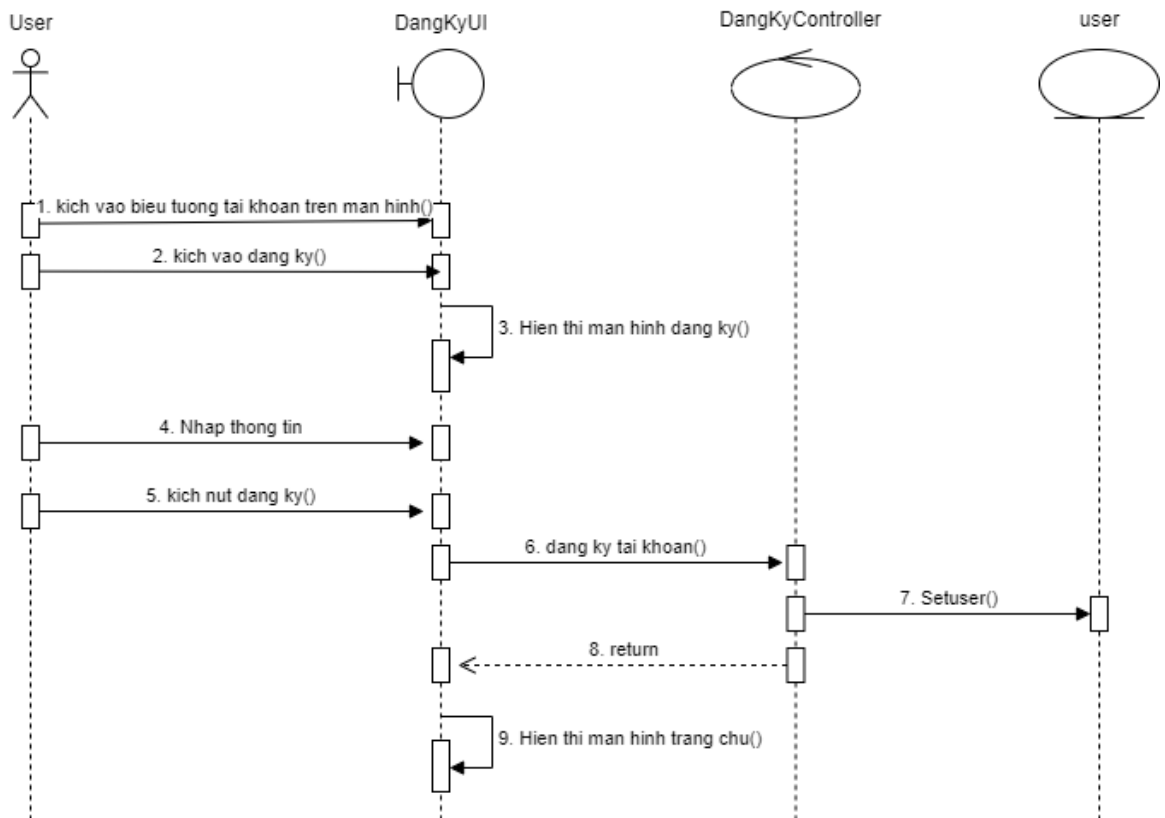 User
DangKyUI
DangKyController
user
1. kich vao bieu tuong tai khoan tren man hinh()
2. kich vao dang ky()
3. Hien thi man hinh dang ky()
4. Nhap thong tin
5. kich nut dang ky()
6. dang ky tai khoan()
7. Setuser()
8. return
9. Hien thi man hinh trang chu()